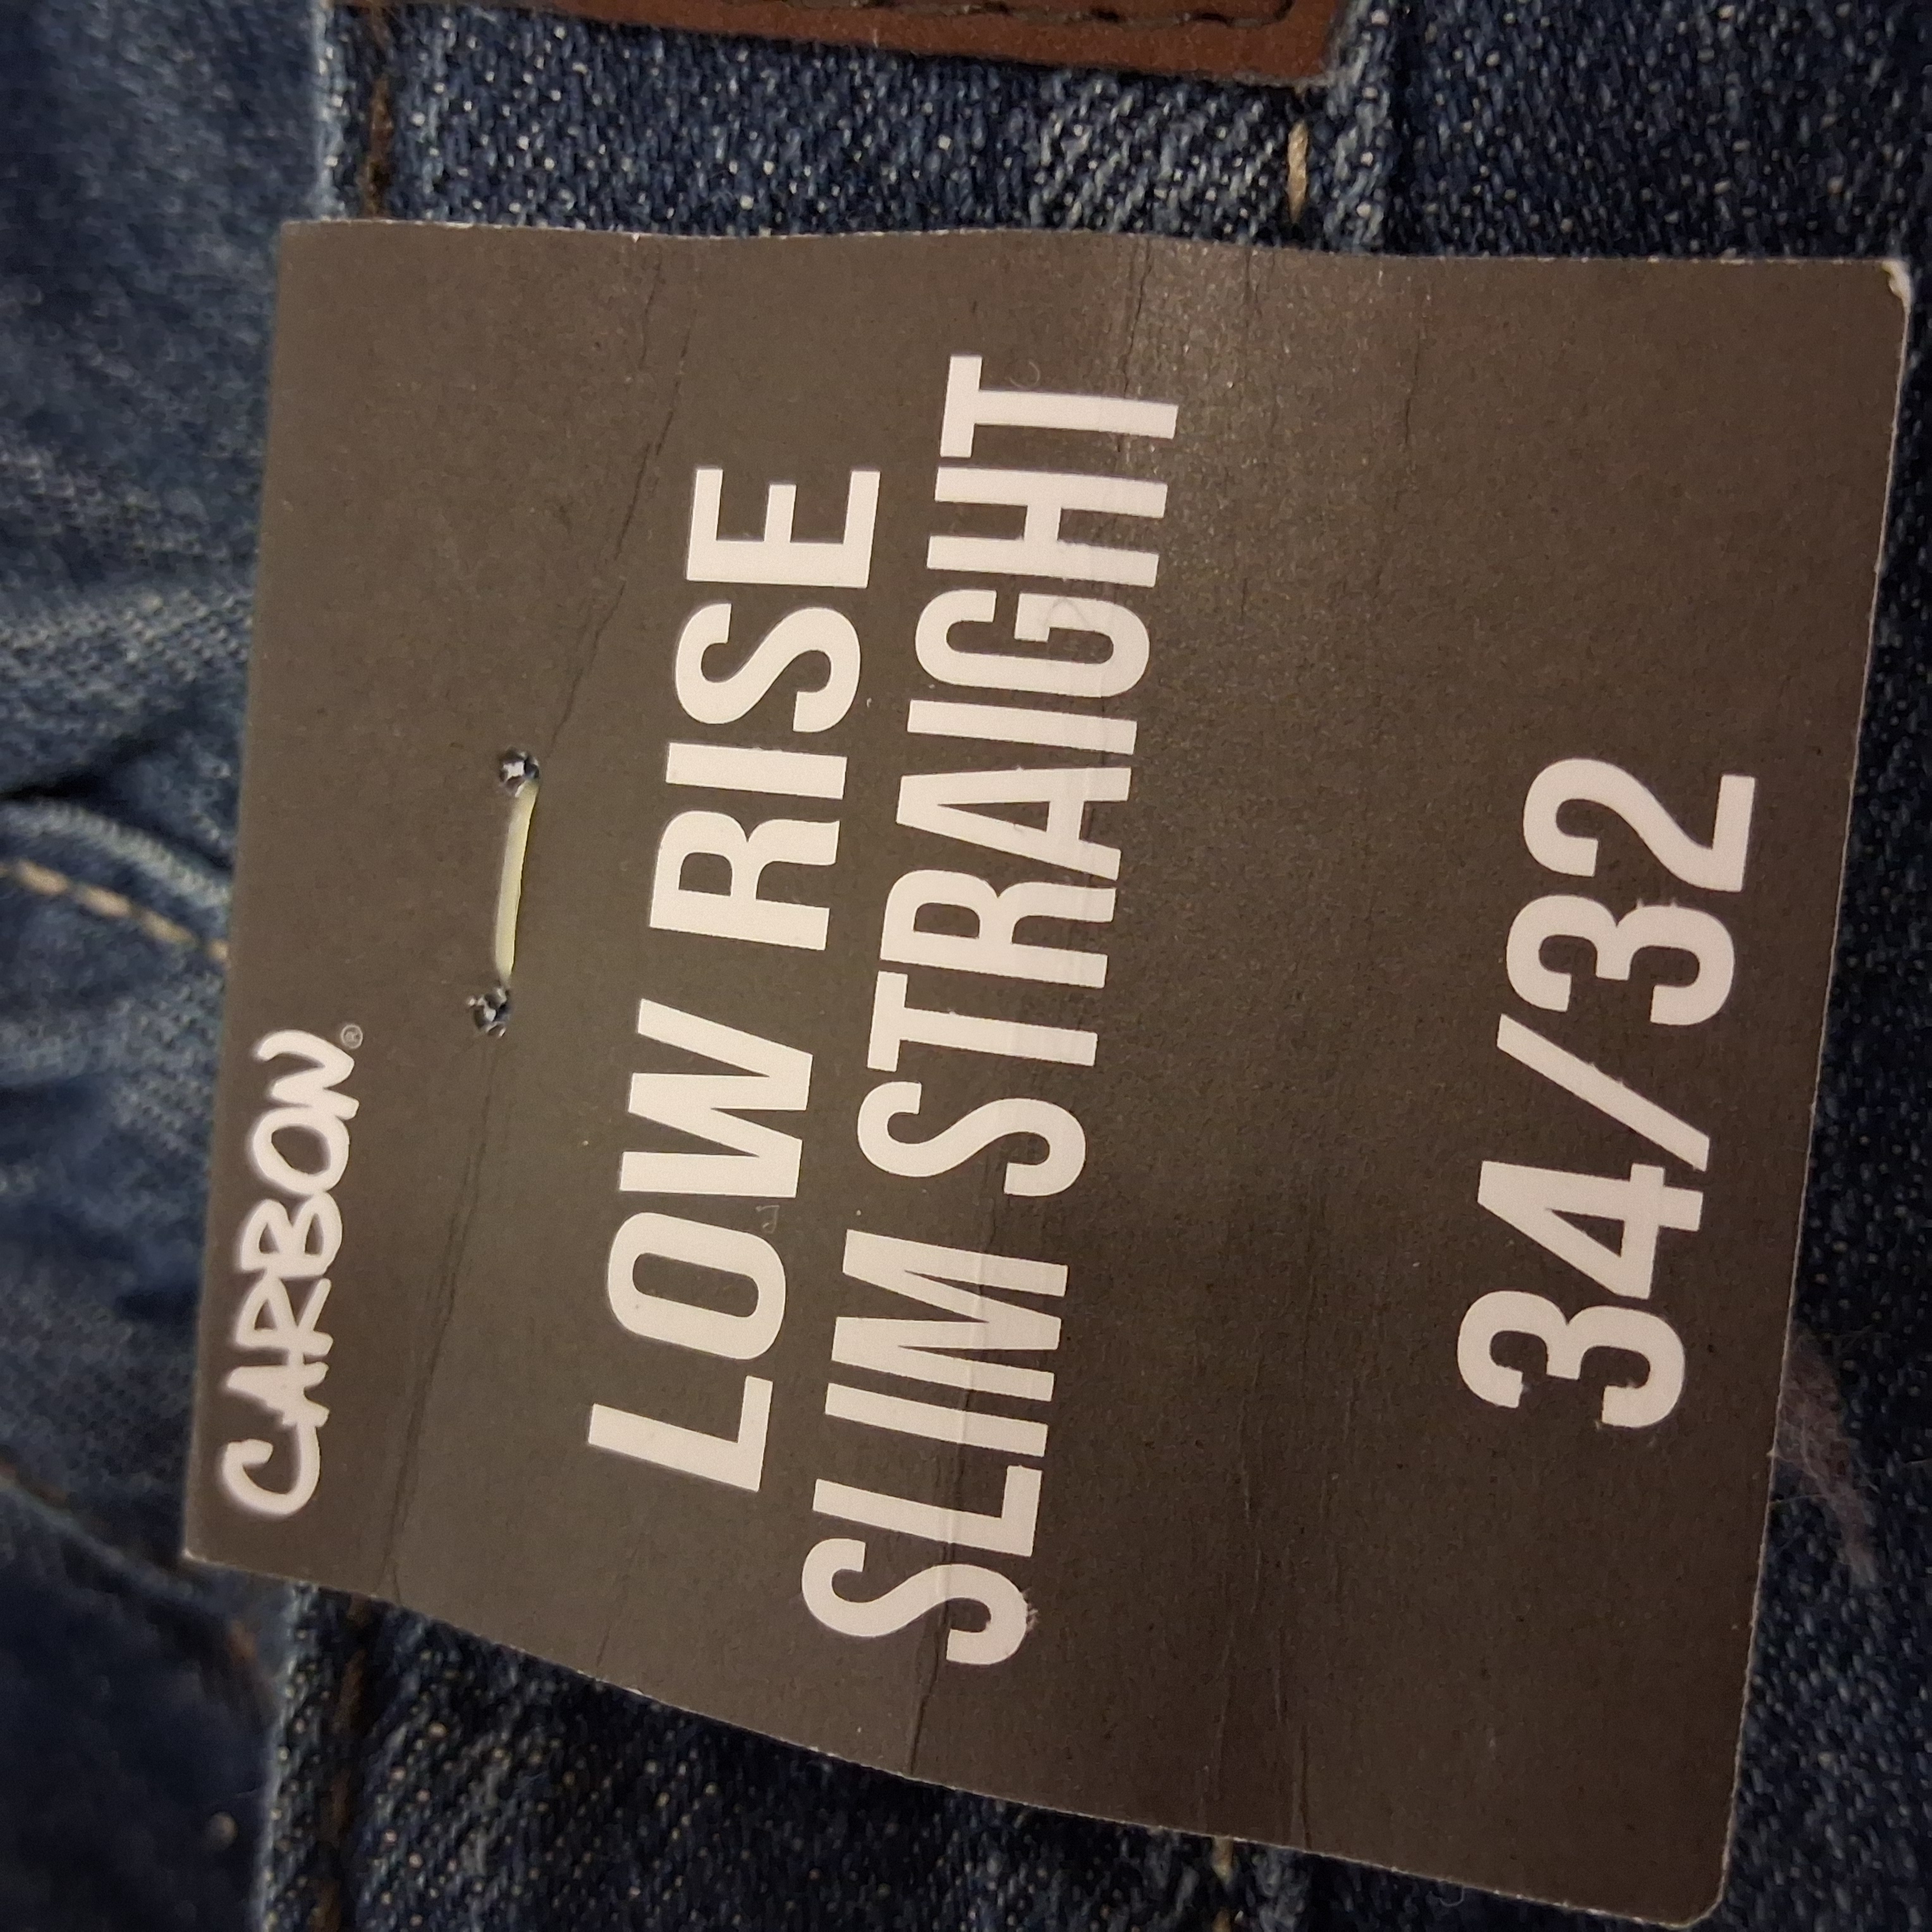 CARBON®
LOW RISE
SLIM STRAIGHT
34/32